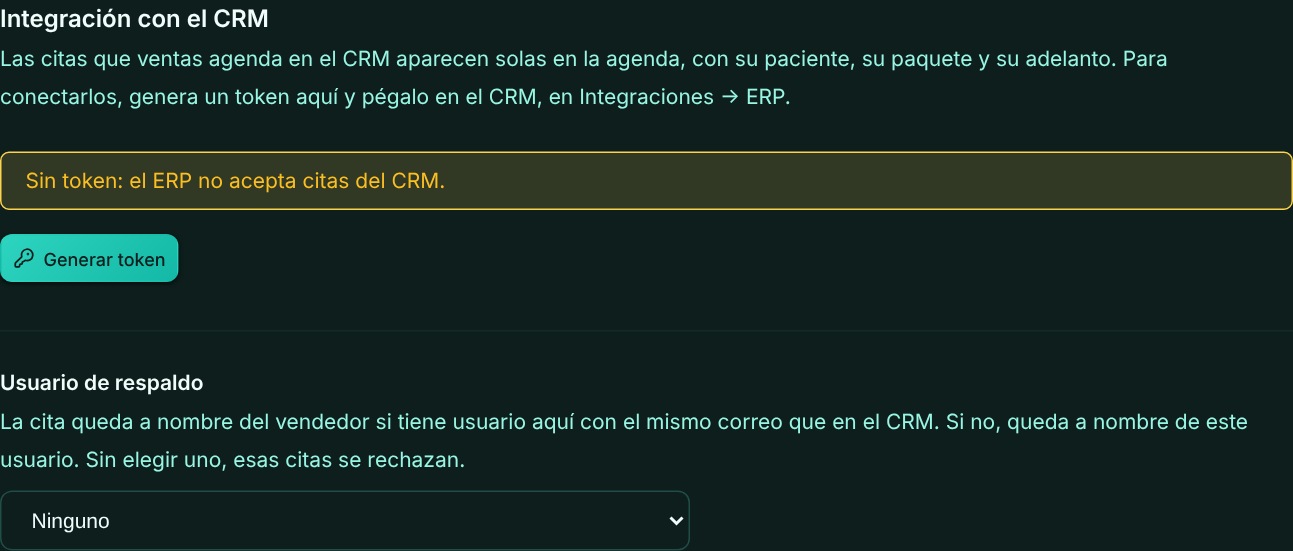 Integración con el CRM
Las citas que ventas agenda en el CRM aparecen solas en la agenda, con su paciente, su paquete y su adelanto. Para
conectarlos, genera un token aquí y pégalo en el CRM, en Integraciones → ERP.
Sin token: el ERP no acepta citas del CRM.
Generar token
Usuario de respaldo
La cita queda a nombre del vendedor si tiene usuario aquí con el mismo correo que en el CRM. Si no, queda a nombre de este
usuario. Sin elegir uno, esas citas se rechazan.
Ninguno